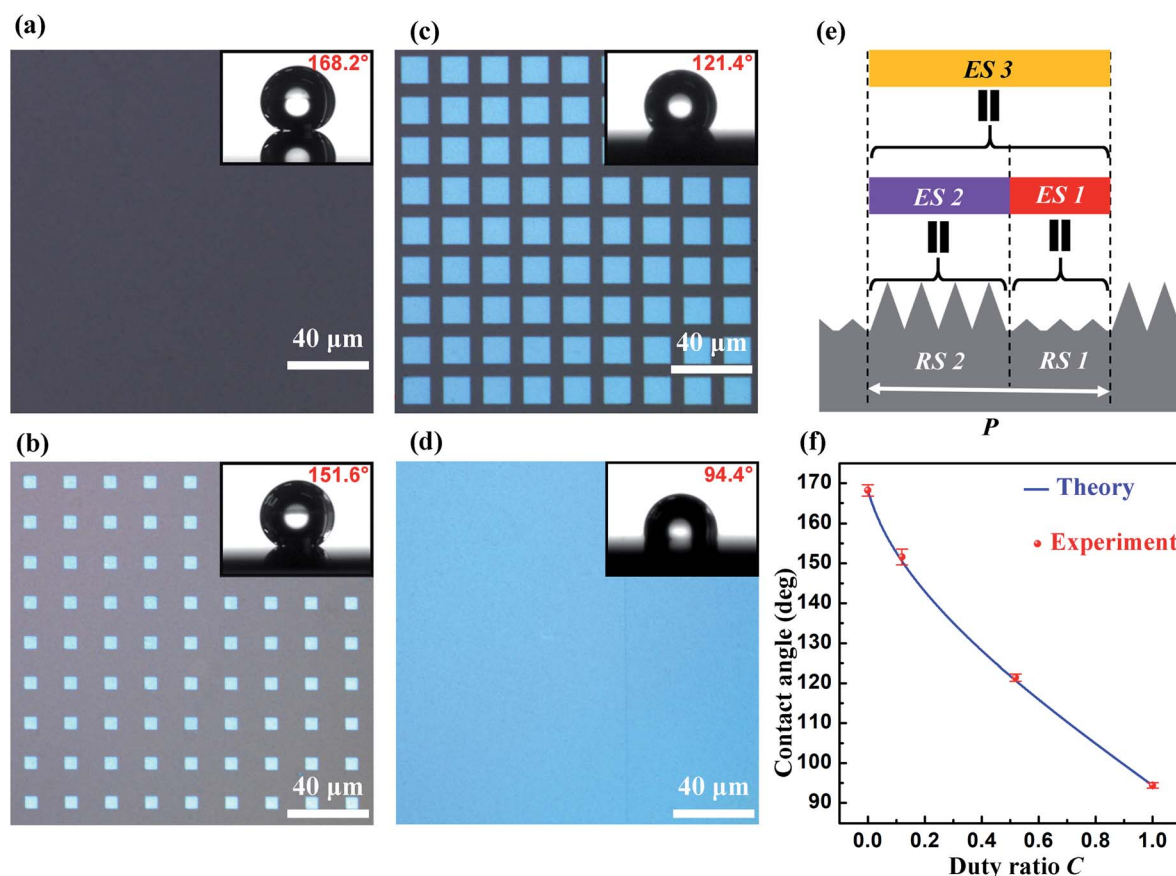 (a)
168.2°
40 µm
(b)
151.6°
40 µm
(c)
121.4°
40 µm
(d)
94.4°
40 µm
(e)
ES 3
ES 2
ES 1
RS 2
RS 1
P
(f)
Contact angle (deg)
170
160
150
140
130
120
110
100
90
Theory
Experiment
0.0
0.2
0.4
0.6
0.8
1.0
Duty ratio C